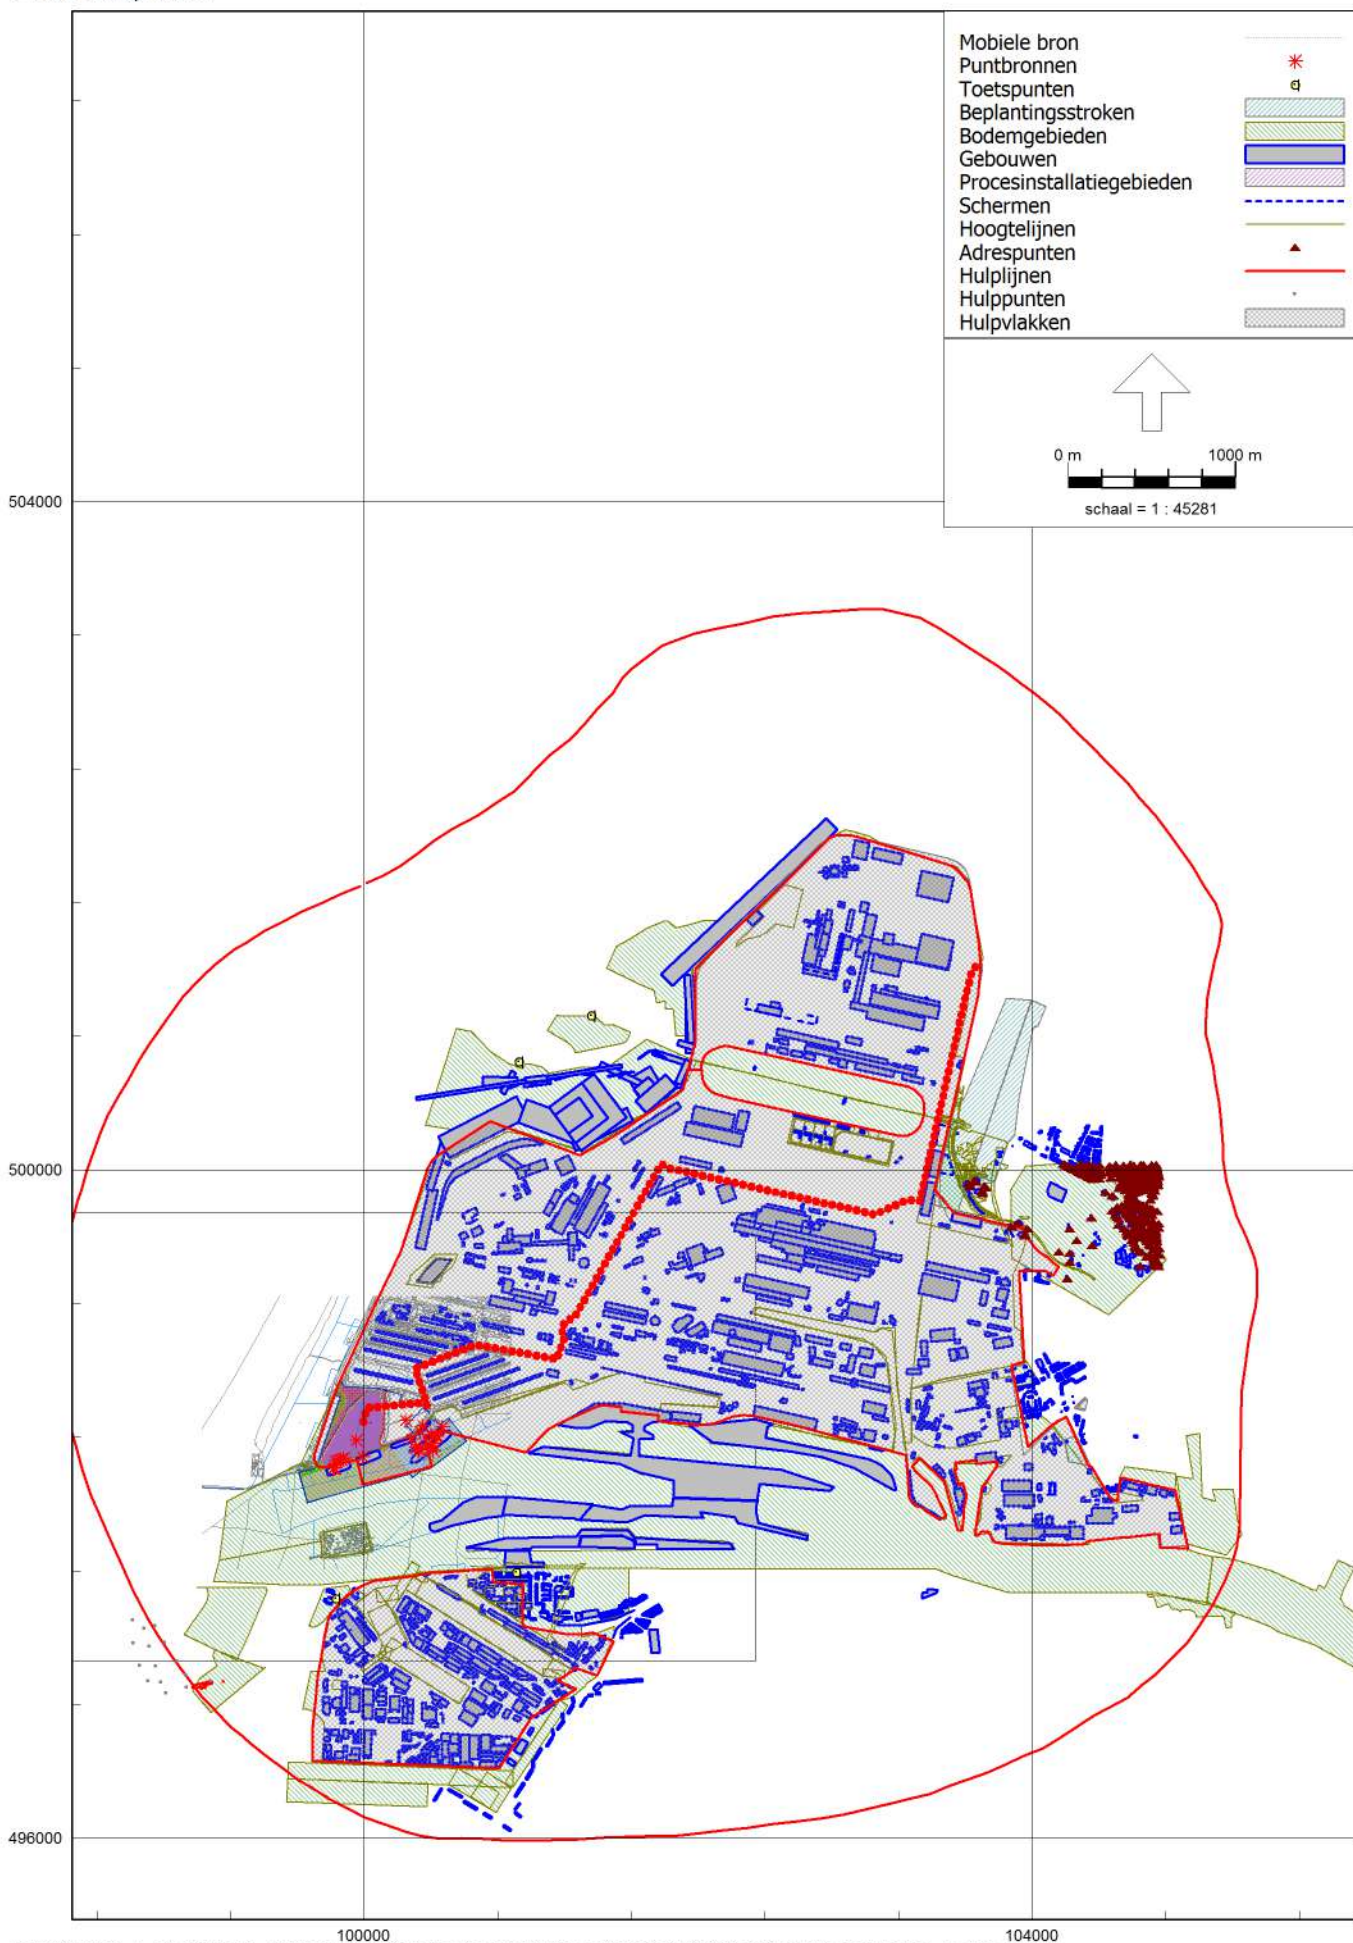 Mobiele bron
Puntbronnen
Toetspunten
Beplantingsstroken
Bodemgebieden
Gebouwen
Procesinstallatiegebieden
Schermen
Hoogtelijnen
Adrespunten
Hulplijnen
Hulppunten
Hulpvlakken
0 m 1000 m
schaal = 1 : 45281
504000
500000
496000
100000 104000